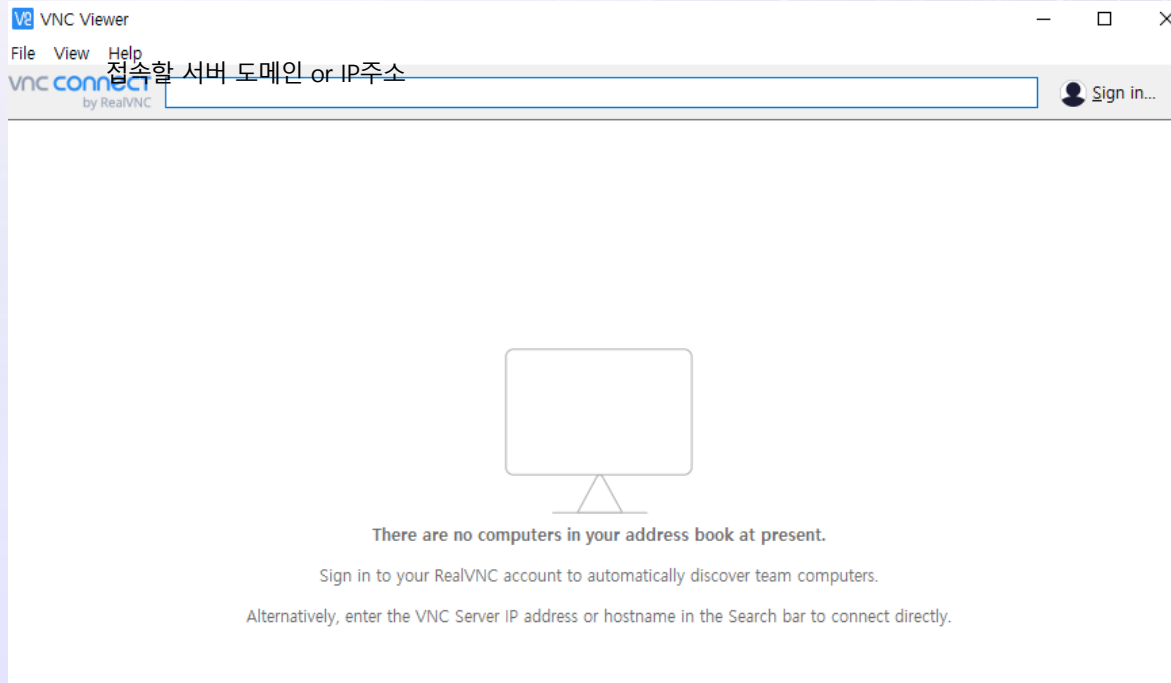 VNC Viewer
File View Help
접속할 서버 도메인 or IP주소
vnc connect
by RealVNC
Sign in...
There are no computers in your address book at present.
Sign in to your RealVNC account to automatically discover team computers.
Alternatively, enter the VNC Server IP address or hostname in the Search bar to connect directly.